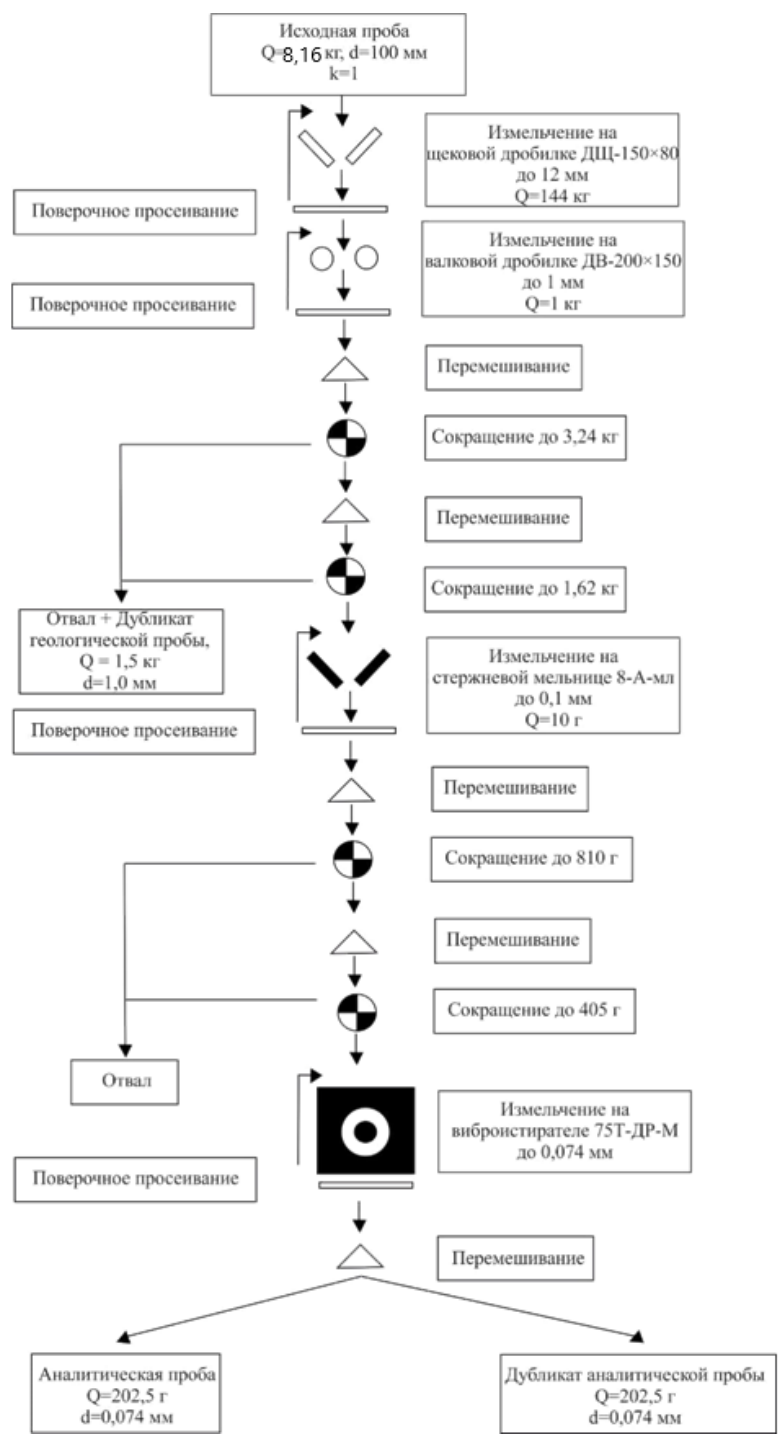 Исходная проба
Q=8,16 кг, d=100 мм
k=1
Измельчение на
щековой дробилке ДЩ-150×80
до 12 мм
Q=144 кг
Поверочное просеивание
Измельчение на
валковой дробилке ДВ-200×150
до 1 мм
Q=1 кг
Поверочное просеивание
Перемешивание
Сокращение до 3,24 кг
Перемешивание
Сокращение до 1,62 кг
Отвал + Дубликат
геологической пробы,
Q = 1,5 кг
d=1,0 мм
Измельчение на
стержневой мельнице 8-А-мл
до 0,1 мм
Q=10 г
Поверочное просеивание
Перемешивание
Сокращение до 810 г
Перемешивание
Сокращение до 405 г
Отвал
Измельчение на
виброистирателе 75Т-ДР-М
до 0,074 мм
Поверочное просеивание
Перемешивание
Аналитическая проба
Q=202,5 г
d=0,074 мм
Дубликат аналитической пробы
Q=202,5 г
d=0,074 мм